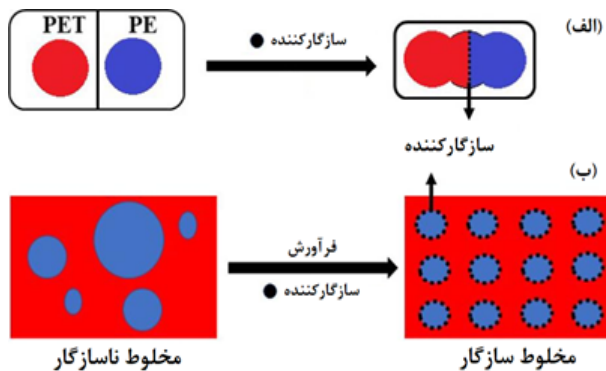 PET PE
سازگارکننده
(الف)
سازگارکننده
(ب)
فرآورش
سازگارکننده
مخلوط ناسازگار
مخلوط سازگار